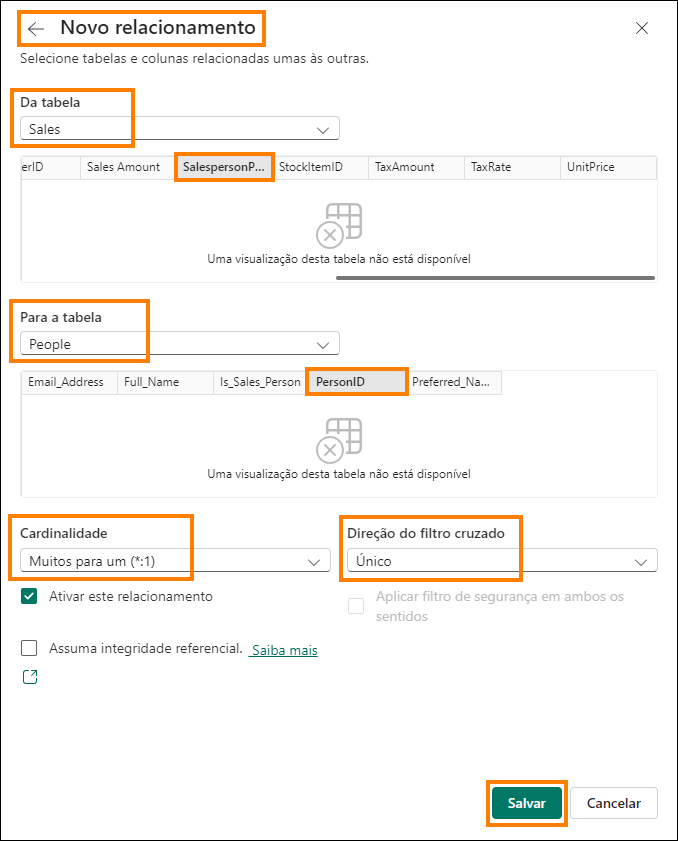 Novo relacionamento
Selecione tabelas e colunas relacionadas umas às outras.
Da tabela
Sales
erID Sales Amount SalespersonP... StockItemID TaxAmount TaxRate UnitPrice
Uma visualização desta tabela não está disponível
Para a tabela
People
Email_Address Full_Name Is_Sales_Person PersonID Preferred_Na...
Uma visualização desta tabela não está disponível
Cardinalidade Direção do filtro cruzado
Muitos para um (*:1) Único
Ativar este relacionamento
Aplicar filtro de segurança em ambos os
sentidos
Assuma integridade referencial. Saiba mais
Salvar Cancelar